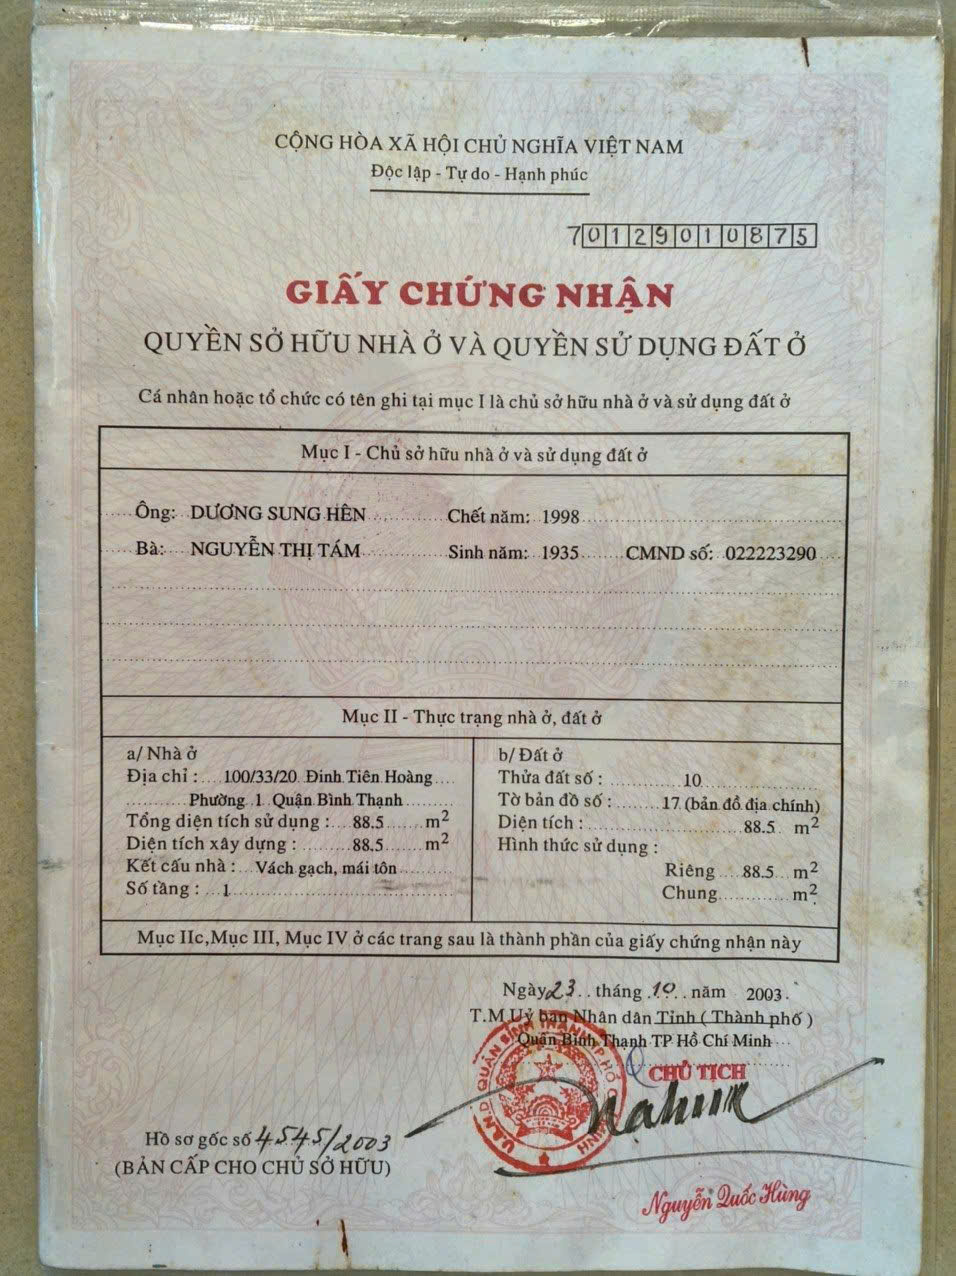 CỘNG HÒA XÃ HỘI CHỦ NGHĨA VIỆT NAM
Độc lập - Tự do - Hạnh phúc
70129010875
GIẤY CHỨNG NHẬN
QUYỀN SỞ HỮU NHÀ Ở VÀ QUYỀN SỬ DỤNG ĐẤT Ở
Cá nhân hoặc tổ chức có tên ghi tại mục I là chủ sở hữu nhà ở và sử dụng đất ở
Mục I - Chủ sở hữu nhà ở và sử dụng đất ở
Ông: DƯƠNG SUNG HÊN Chết năm: 1998
Bà: NGUYỄN THỊ TÁM Sinh năm: 1935 CMND số: 022223290
Mục II - Thực trạng nhà ở, đất ở
a/ Nhà ở
Địa chỉ : 100/33/20 Đinh Tiên Hoàng
Phường 1 Quận Bình Thạnh
Tổng diện tích sử dụng : 88.5 m²
Diện tích xây dựng : 88.5 m²
Kết cấu nhà : Vách gạch, mái tôn
Số tầng : 1
b/ Đất ở
Thửa đất số : 10
Tờ bản đồ số : 17 (bản đồ địa chính)
Diện tích : 88.5 m²
Hình thức sử dụng :
Riêng 88.5 m²
Chung m²
Mục IIc,Mục III, Mục IV ở các trang sau là thành phần của giấy chứng nhận này
Ngày 23 tháng 10 năm 2003
T.M Uỷ ban Nhân dân Tỉnh ( Thành phố )
Quận Bình Thạnh TP Hồ Chí Minh
CHỦ TỊCH
U.B.N.D. QUẬN BÌNH THẠNH TP. HỒ CHÍ MINH
Hồ sơ gốc số 4545/2003
(BẢN CẤP CHO CHỦ SỞ HỮU)
Nguyễn Quốc Hùng